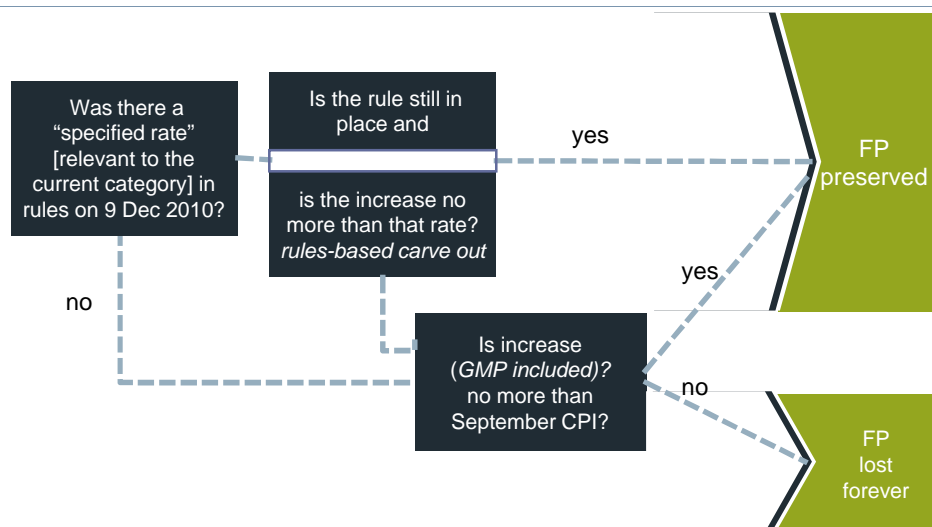 Was there a
“specified rate”
[relevant to the
current category] in
rules on 9 Dec 2010?
Is the rule still in
place and
is the increase no
more than that rate?
rules-based carve out
yes
FP
preserved
no
yes
Is increase
(GMP included)?
no more than
September CPI?
no
FP
lost
forever